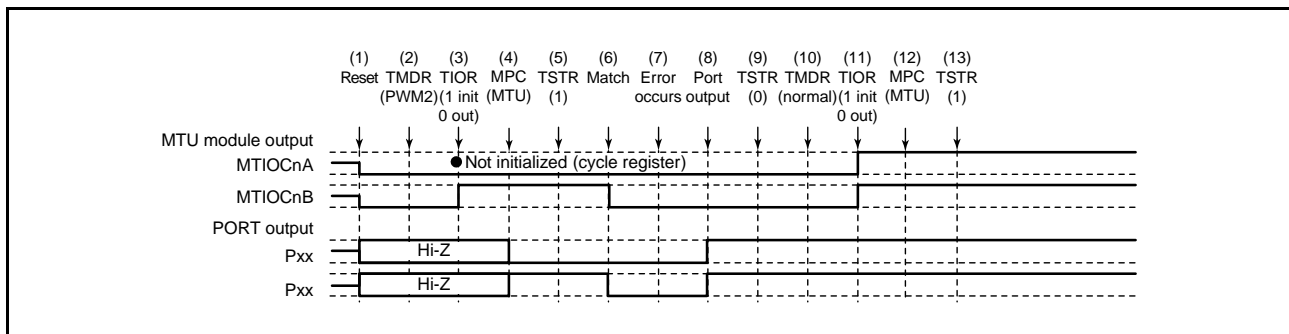 (1) (2) (3) (4) (5) (6) (7) (8) (9) (10) (11) (12) (13)
Reset TMDR TIOR MPC TSTR Match Error Port TSTR TMDR TIOR MPC TSTR
(PWM2) (1 init (MTU) (1) occurs output (0) (normal) (1 init (MTU) (1)
0 out) 0 out)
MTU module output
MTIOCnA
Not initialized (cycle register)
MTIOCnB
PORT output
Pxx
Hi-Z
Pxx
Hi-Z